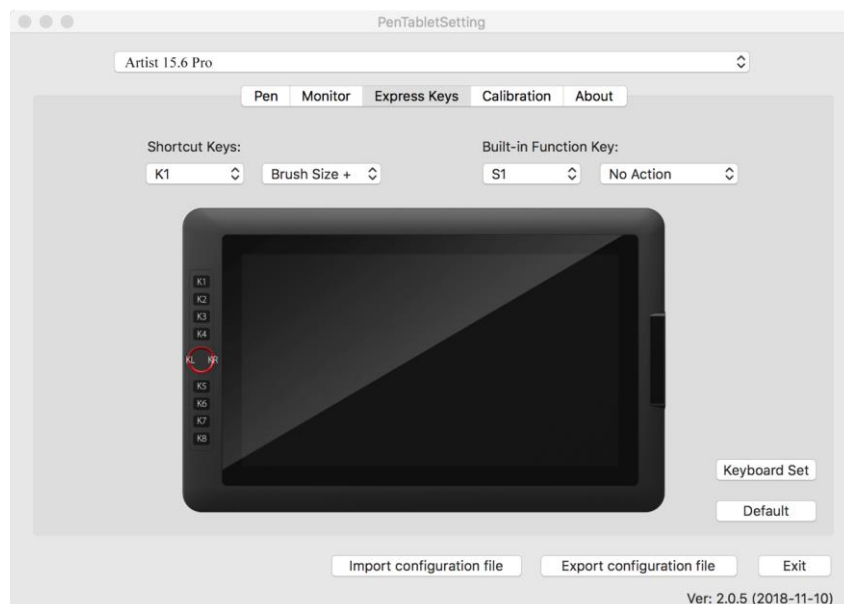 PenTabletSetting
Artist 15.6 Pro
Pen Monitor Express Keys Calibration About
Shortcut Keys: Built-in Function Key:
K1 Brush Size + S1 No Action
K1
K2
K3
K4
KL KR
K5
K6
K7
K8
Keyboard Set
Default
Import configuration file Export configuration file Exit
Ver: 2.0.5 (2018-11-10)